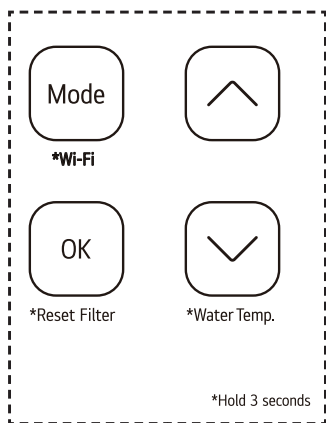 Mode
*Wi-Fi
OK
*Reset Filter
*Water Temp.
*Hold 3 seconds